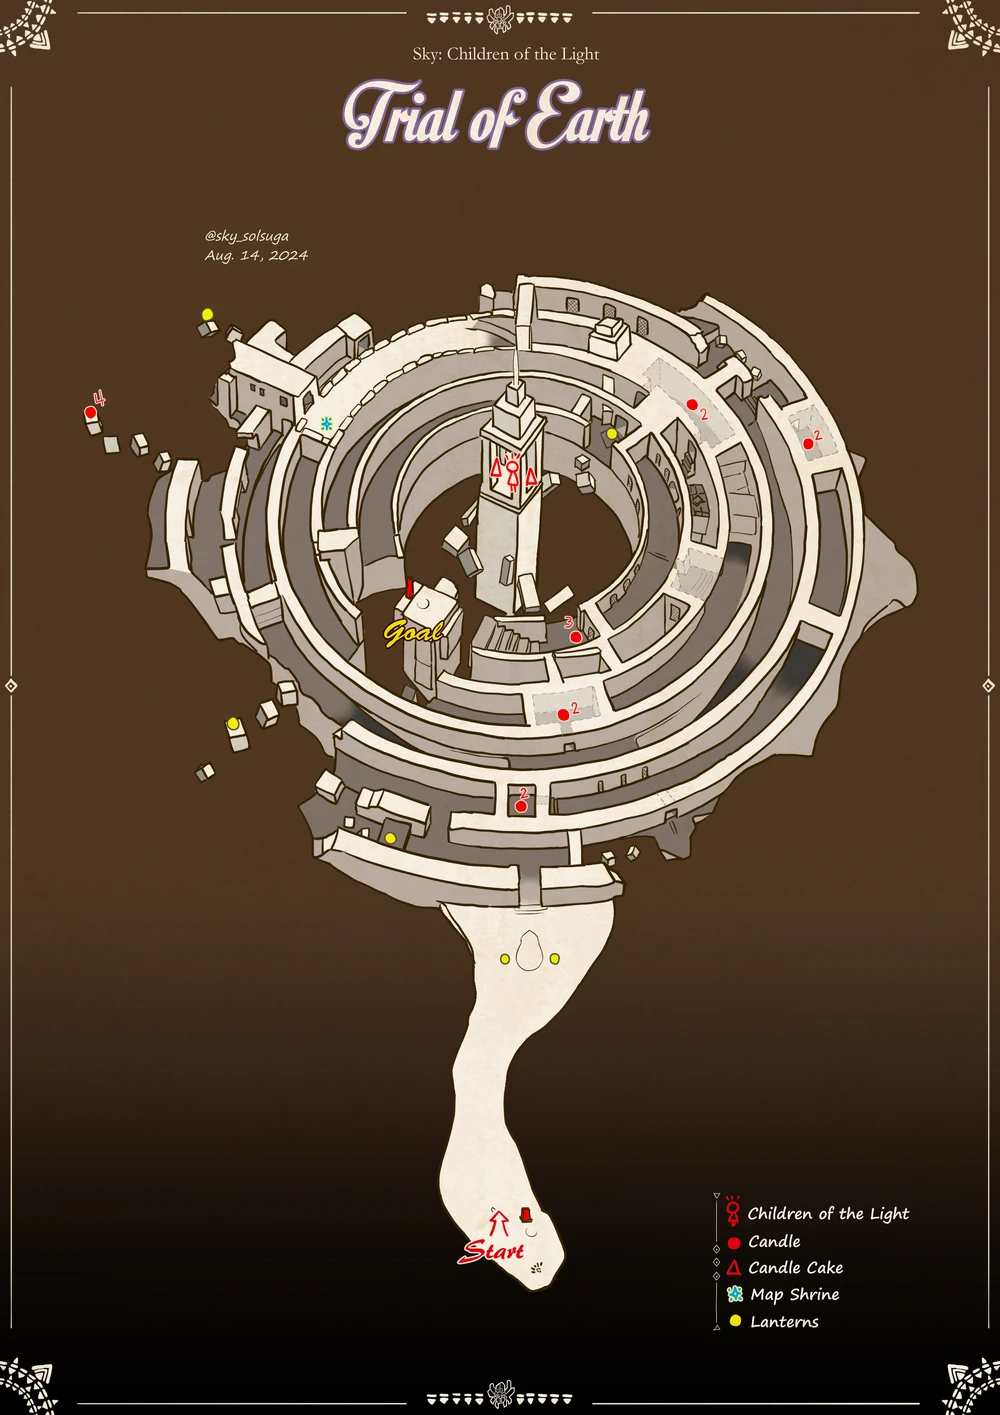 Sky: Children of the Light
Trial of Earth
@sky_solsuga
Aug. 14, 2024
4
2
2
Goal
3
2
2
Start
Children of the Light
Candle
Candle Cake
Map Shrine
Lanterns